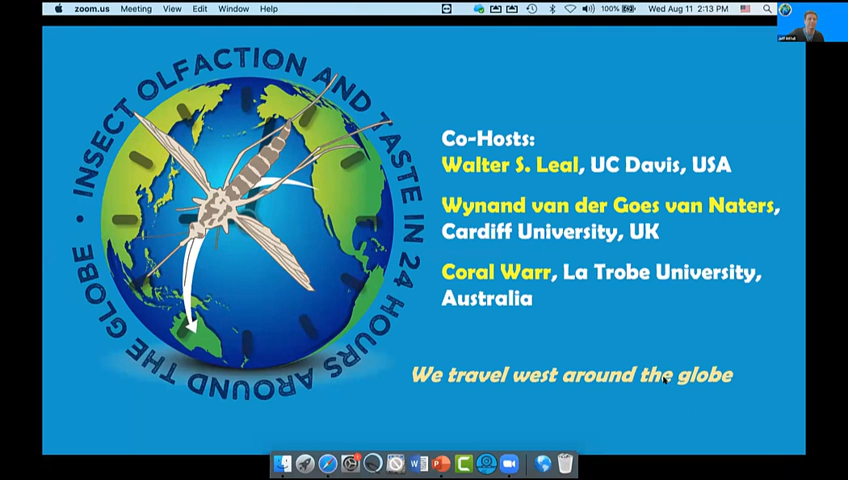 zoom.us Meeting View Edit Window Help 100% Wed Aug 11 2:13 PM
INSECT OLFACTION AND TASTE IN 24 HOURS AROUND THE GLOBE •
Co-Hosts:
Walter S. Leal, UC Davis, USA
Wynand van der Goes van Naters,
Cardiff University, UK
Coral Warr, La Trobe University,
Australia
We travel west around the globe